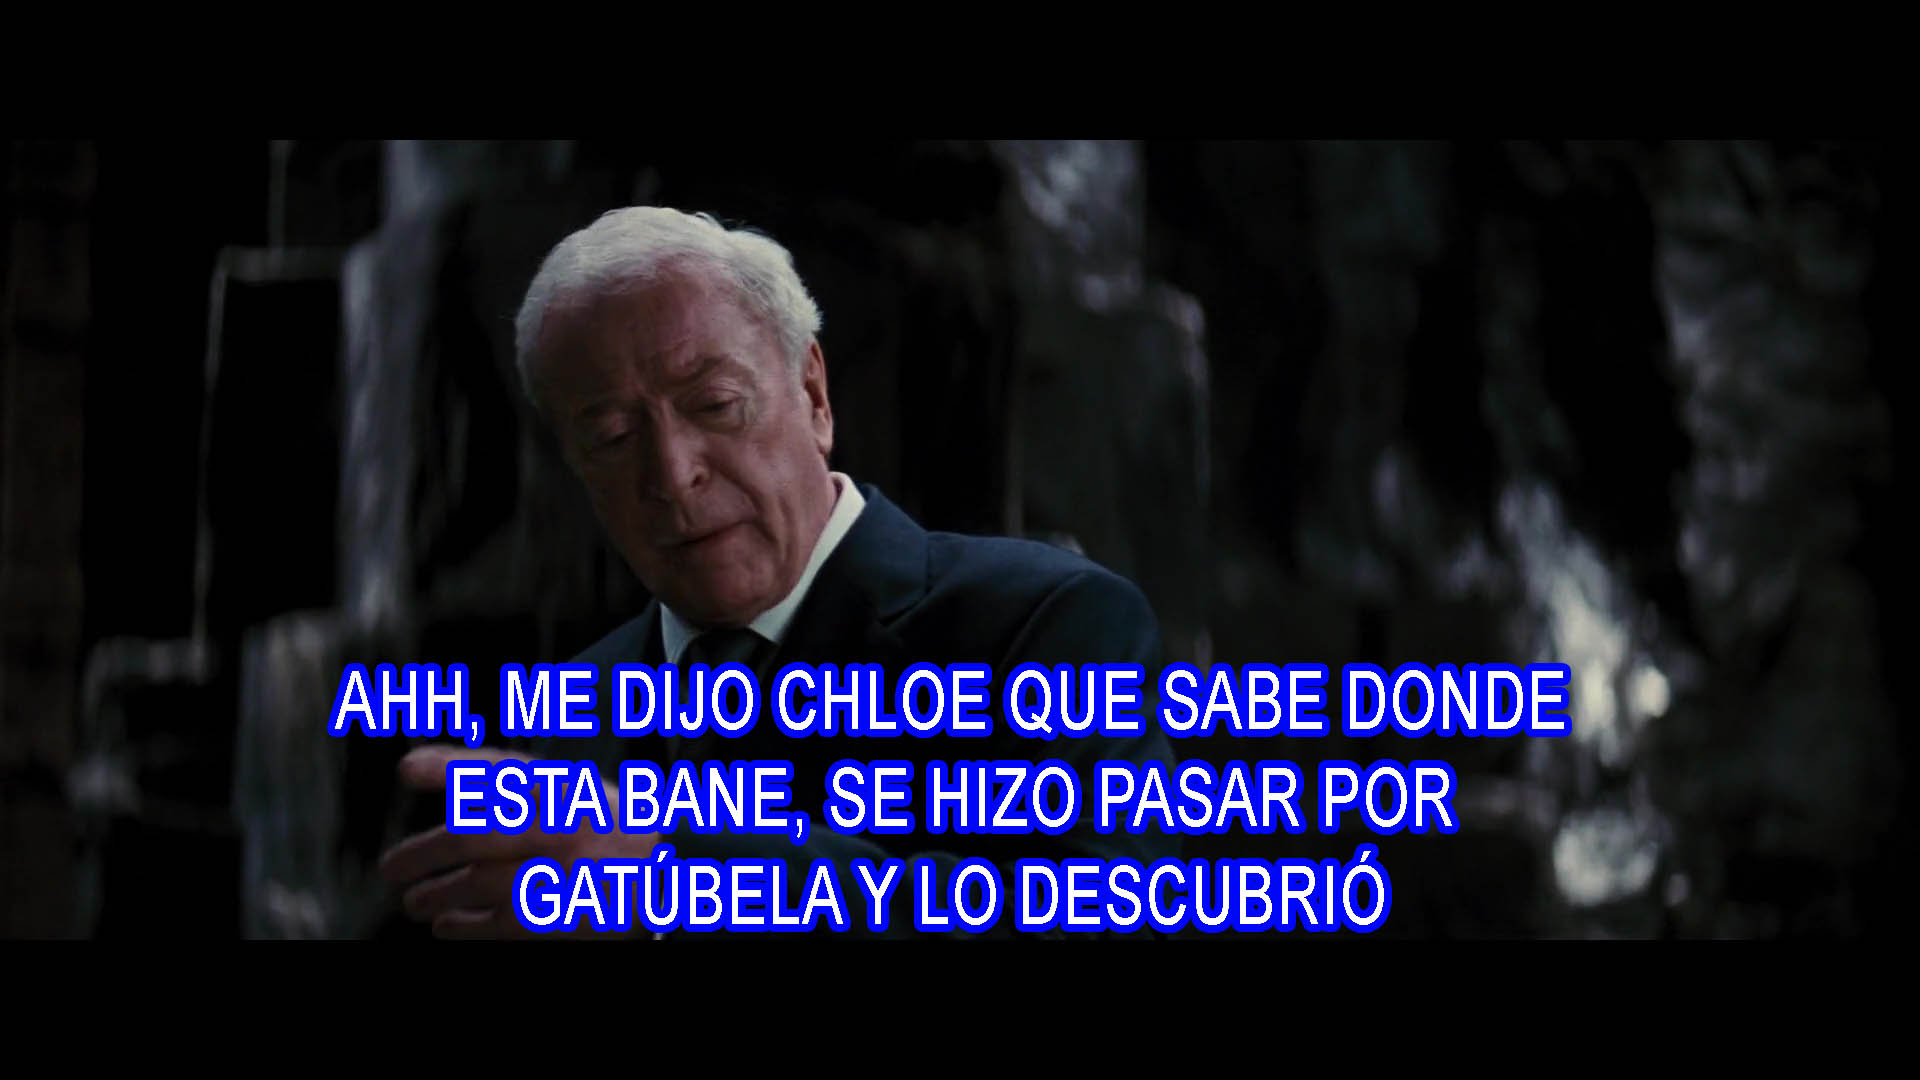 AHH, ME DIJO CHLOE QUE SABE DONDE
ESTA BANE, SE HIZO PASAR POR
GATÚBELA Y LO DESCUBRIÓ